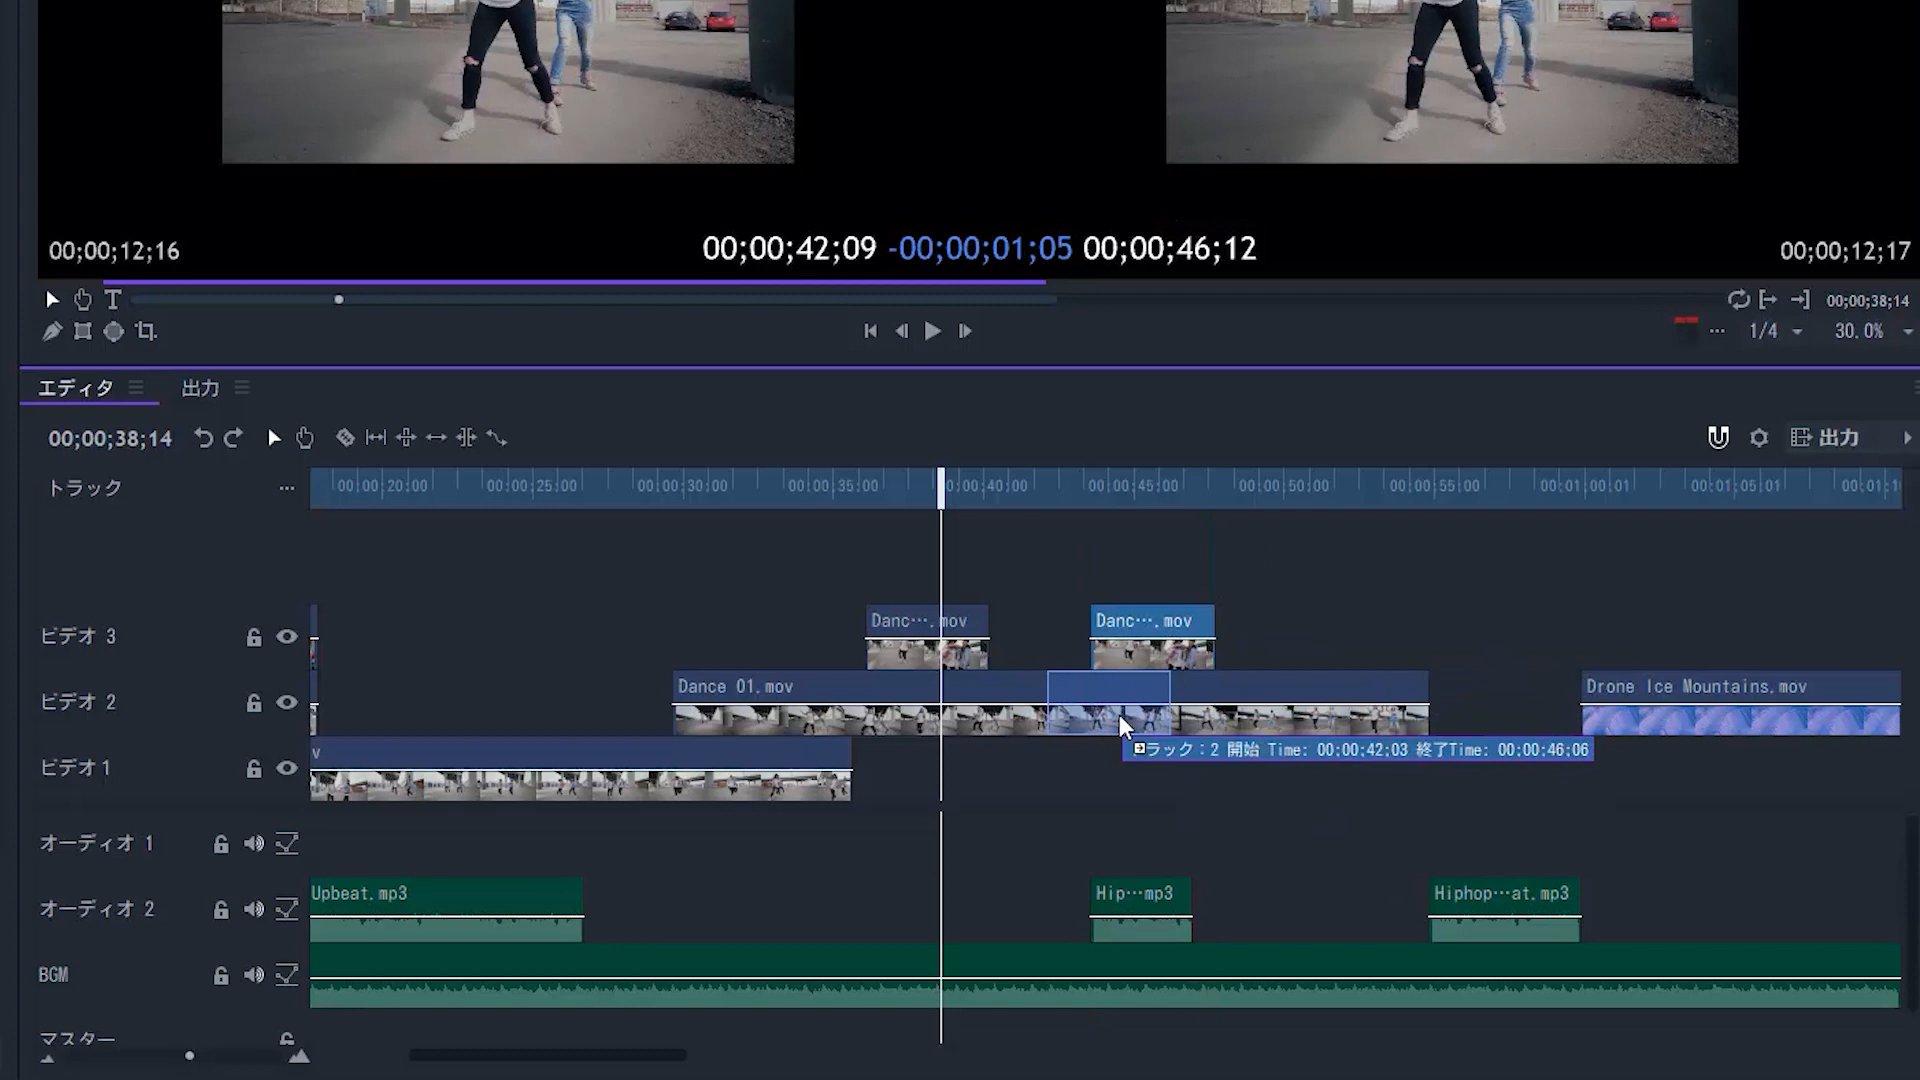 00;00;12;16
00;00;42;09 -00;00;01;05 00;00;46;12
00;00;12;17
T
00;00;38;14
1/4
30.0%
エディタ
出力
00;00;38;14
出力
トラック
00;00;20;00
00;00;25;00
00;00;30;00
00;00;35;00
0:00;40;00
00;00;45;00
00;00;50;00
00;00;55;00
00;01;00;01
00;01;05;01
00;01;1
ビデオ 3
Danc….mov
Danc….mov
ビデオ 2
Dance 01.mov
Drone Ice Mountains.mov
ラック:2 開始 Time: 00:00;42;03 終了Time: 00:00;46;06
ビデオ1
v
オーディオ 1
オーディオ 2
Upbeat.mp3
Hip…mp3
Hiphop…at.mp3
BGM
マスター